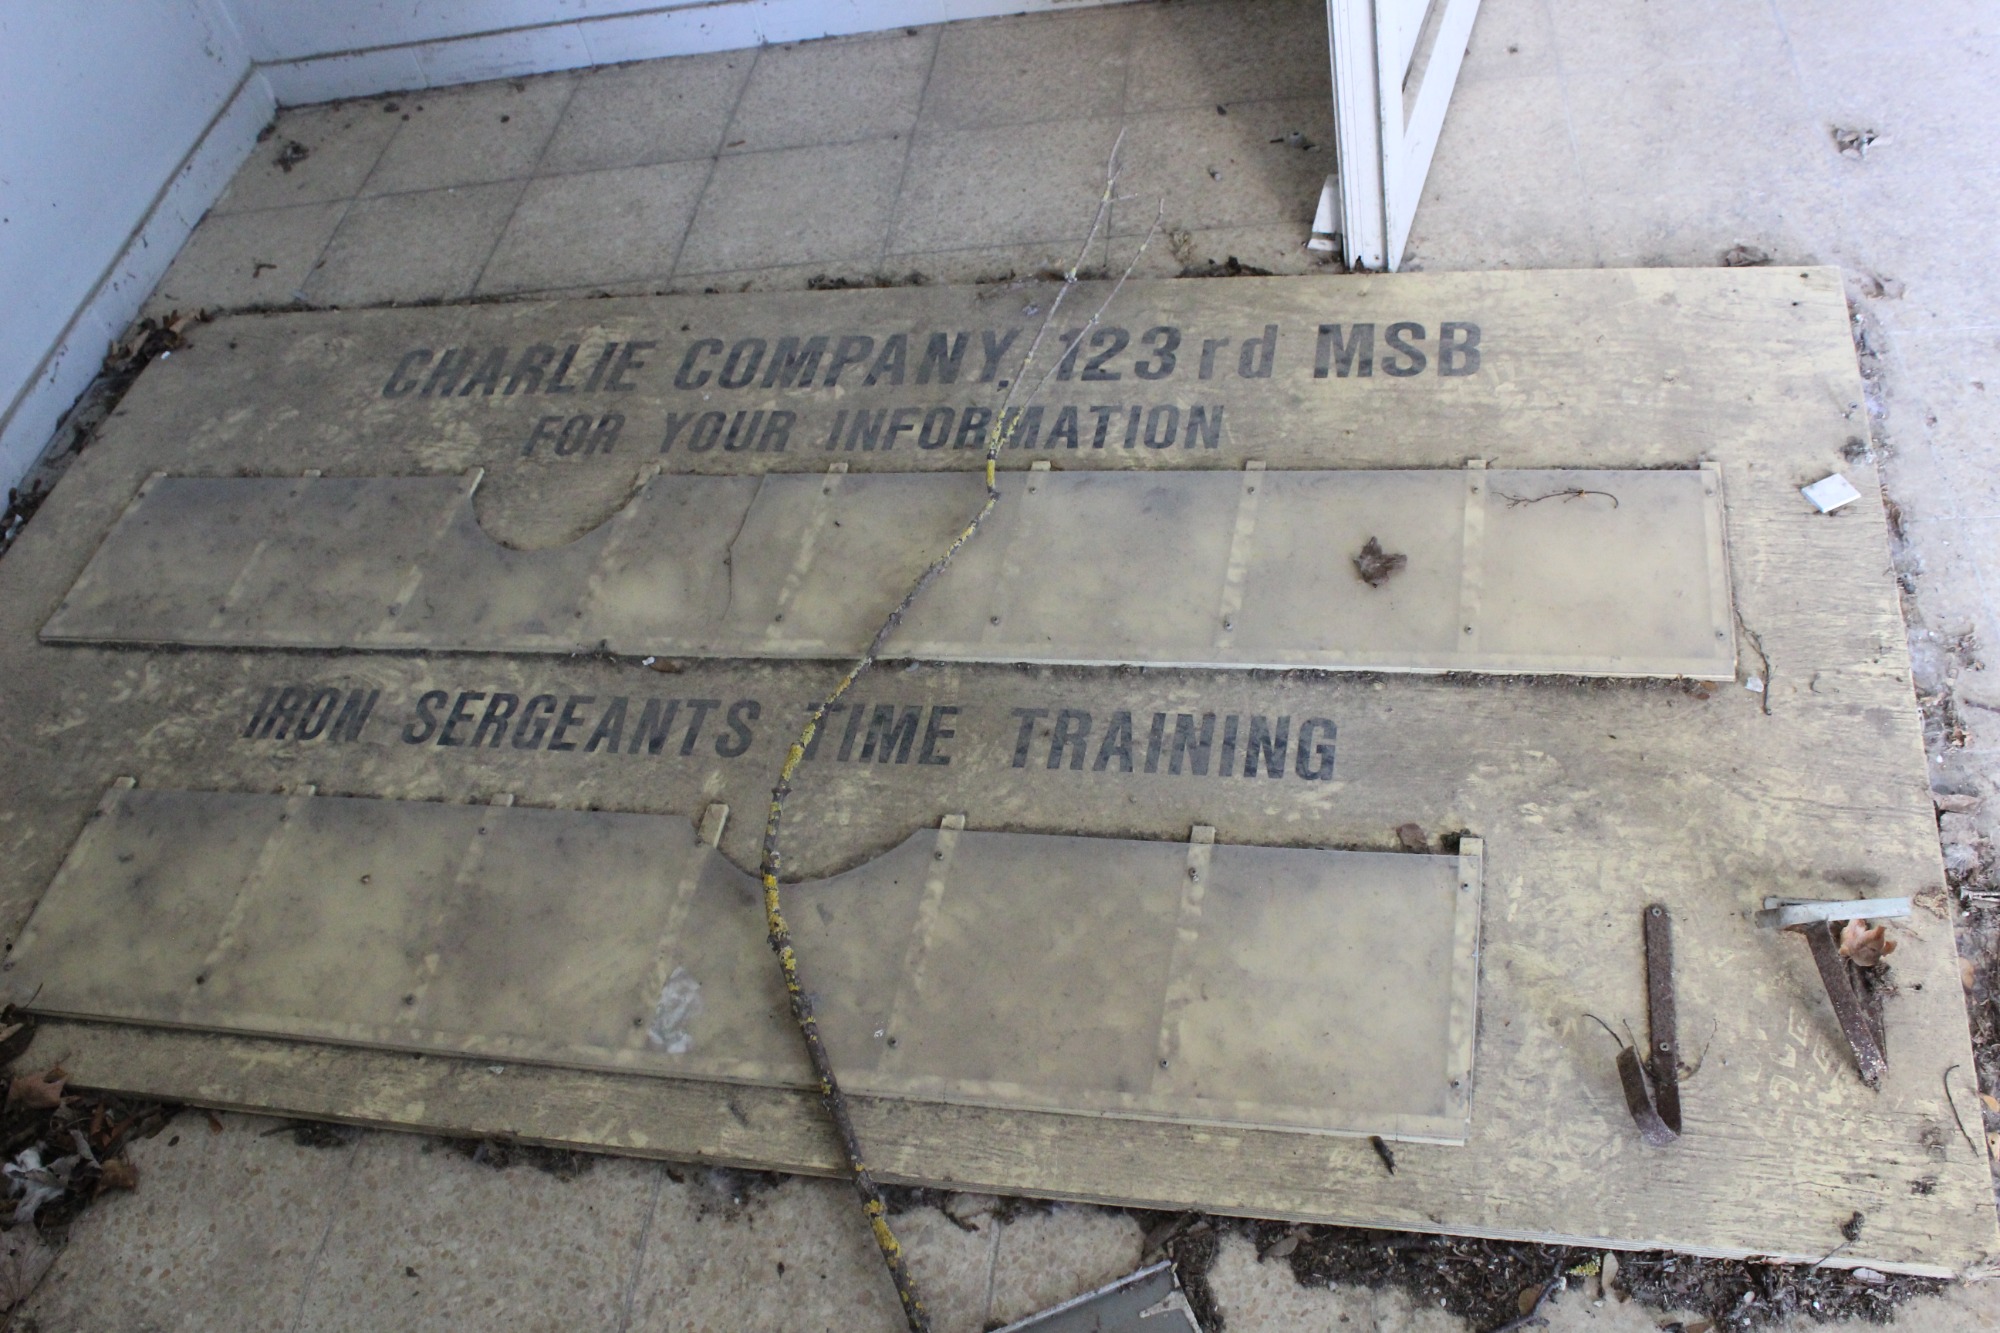 CHARLIE COMPANY, 123rd MSB
FOR YOUR INFORMATION
IRON SERGEANTS TIME TRAINING